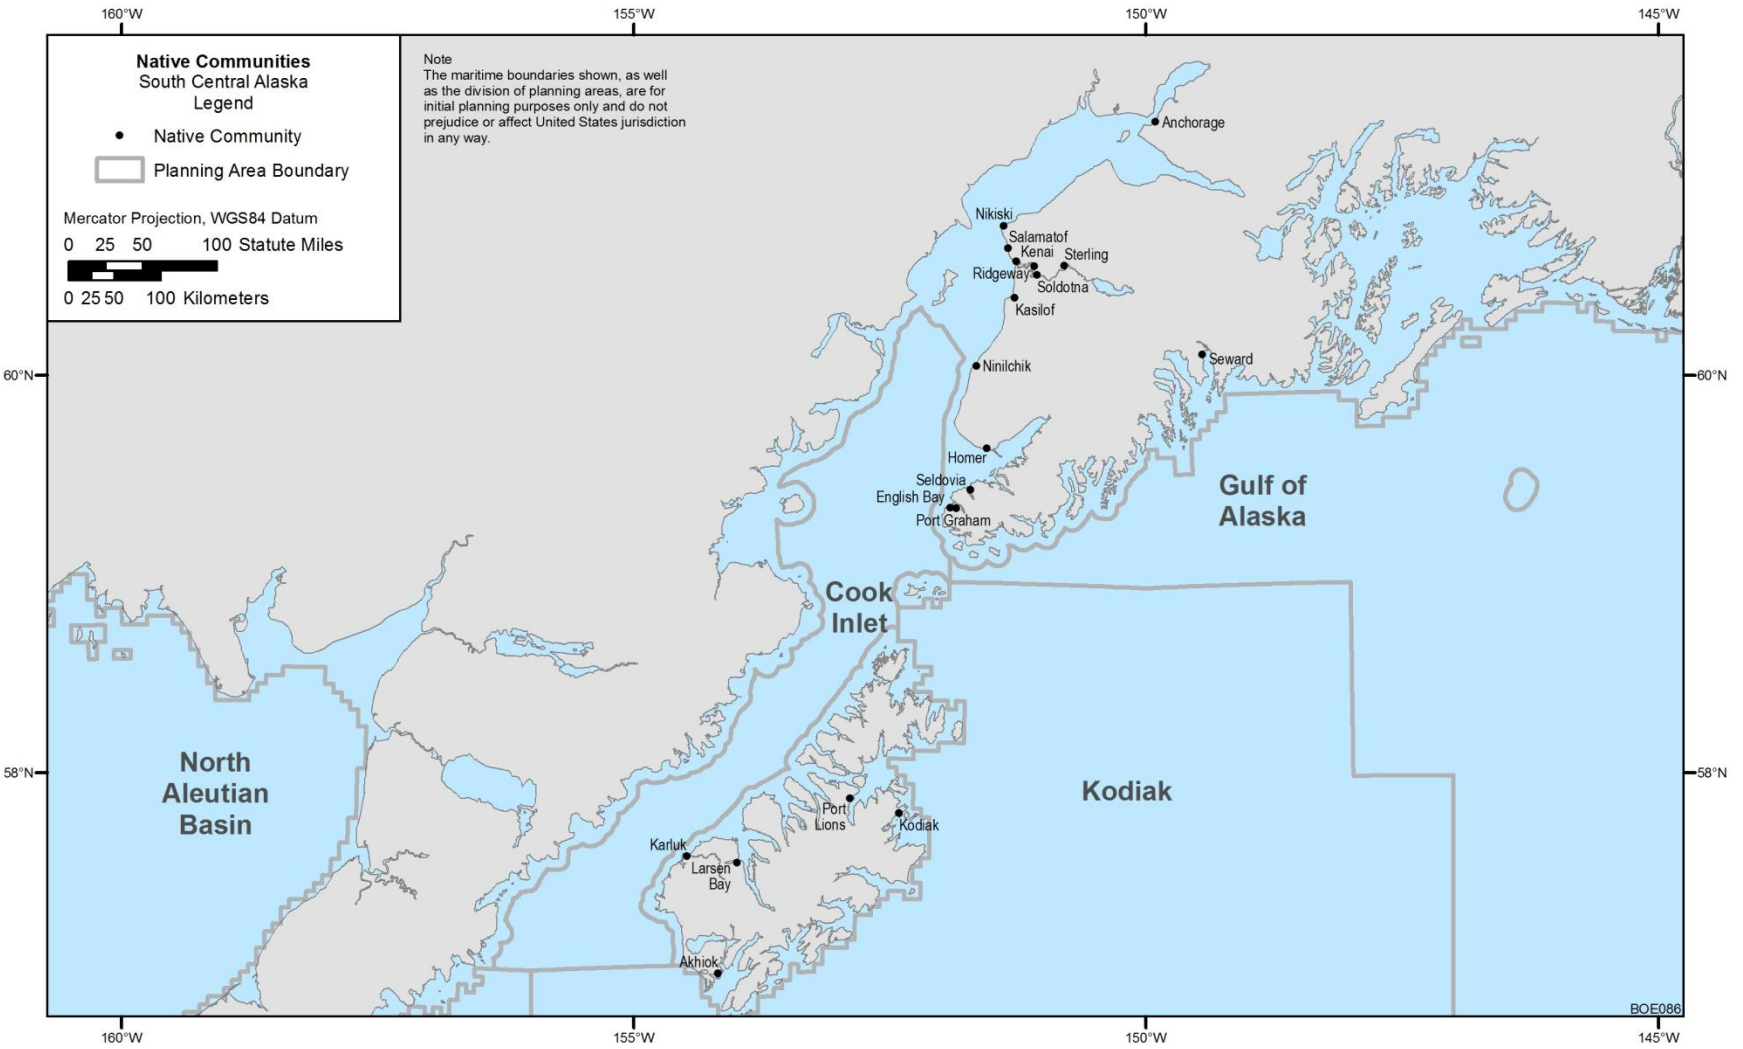 160°W
155°W
150°W
145°W
Native Communities
South Central Alaska
Legend
Native Community
Planning Area Boundary
Mercator Projection, WGS84 Datum
0 25 50 100 Statute Miles
0 25 50 100 Kilometers
Note
The maritime boundaries shown, as well
as the division of planning areas, are for
initial planning purposes only and do not
prejudice or affect United States jurisdiction
in any way.
Anchorage
Nikiski
Salamatof
Kenai
Sterling
Ridgeway
Soldotna
Kasilof
Seward
Ninilchik
60°N
60°N
Homer
Seldovia
English Bay
Port Graham
Gulf of
Alaska
Cook
Inlet
North
Aleutian
Basin
58°N
58°N
Kodiak
Port
Lions
Kodiak
Karluk
Larsen
Bay
Akhiok
BOE086
160°W
155°W
150°W
145°W